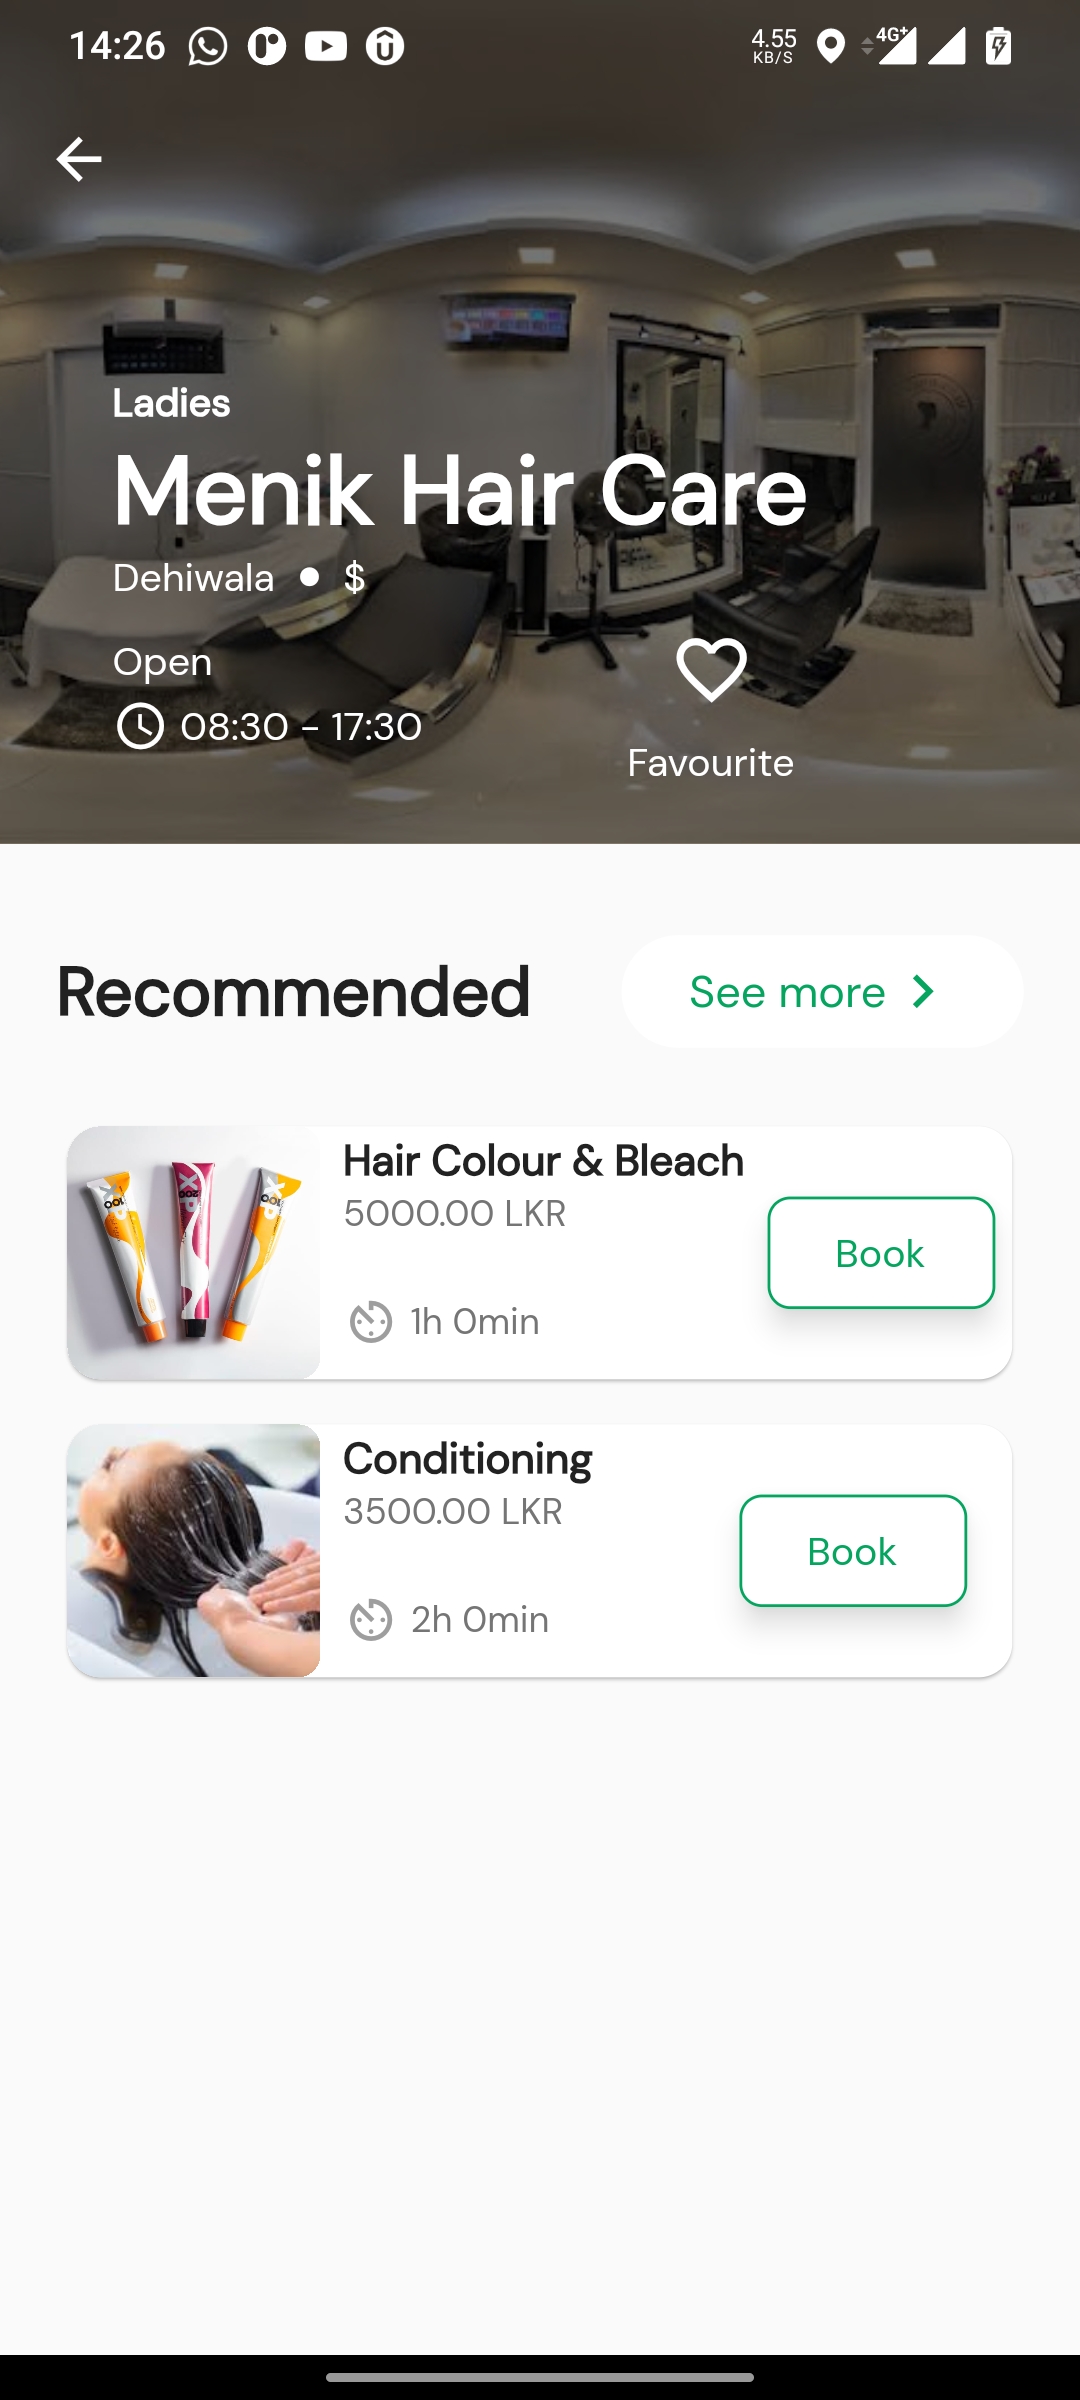 14:26
4.55
KB/S
4G+
Ladies
Menik Hair Care
Dehiwala • $
Open
08:30 - 17:30
Favourite
Recommended
See more
Hair Colour & Bleach
5000.00 LKR
Book
1h 0min
Conditioning
3500.00 LKR
Book
2h 0min